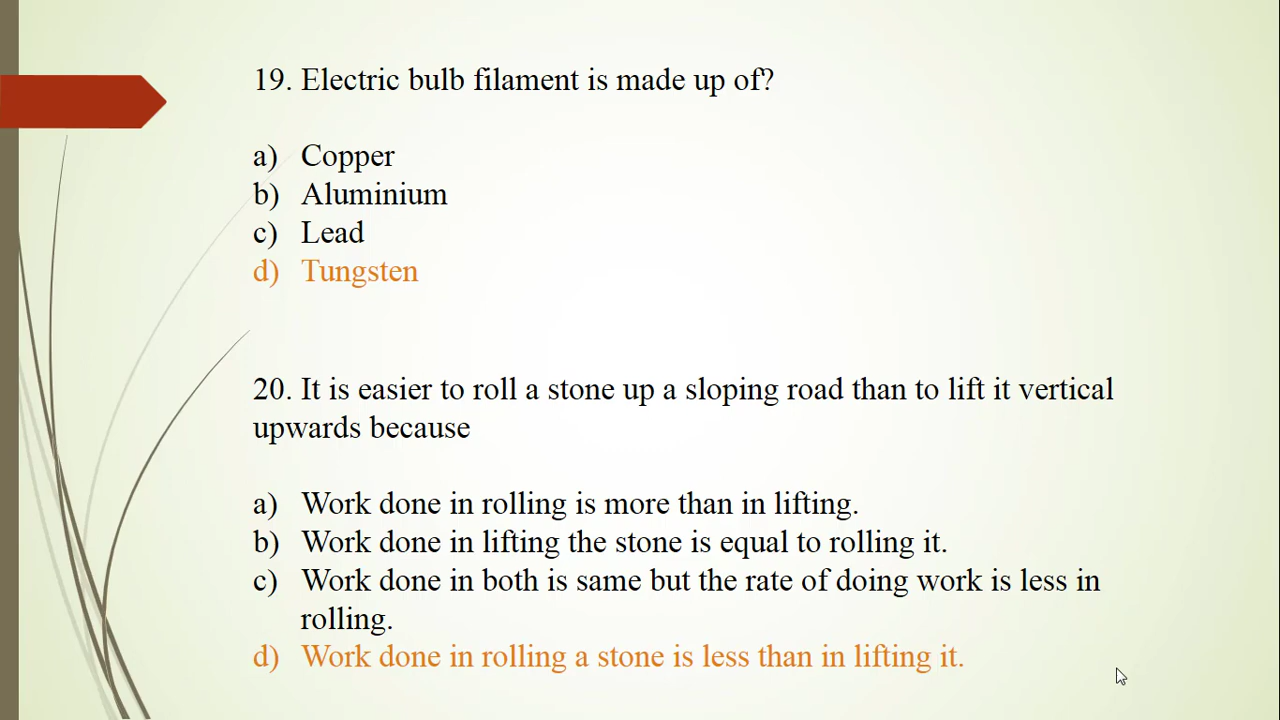 19. Electric bulb filament is made up of?
a) Copper
b) Aluminium
c) Lead
d) Tungsten
20. It is easier to roll a stone up a sloping road than to lift it vertical
upwards because
a) Work done in rolling is more than in lifting.
b) Work done in lifting the stone is equal to rolling it.
c) Work done in both is same but the rate of doing work is less in
rolling.
d) Work done in rolling a stone is less than in lifting it.